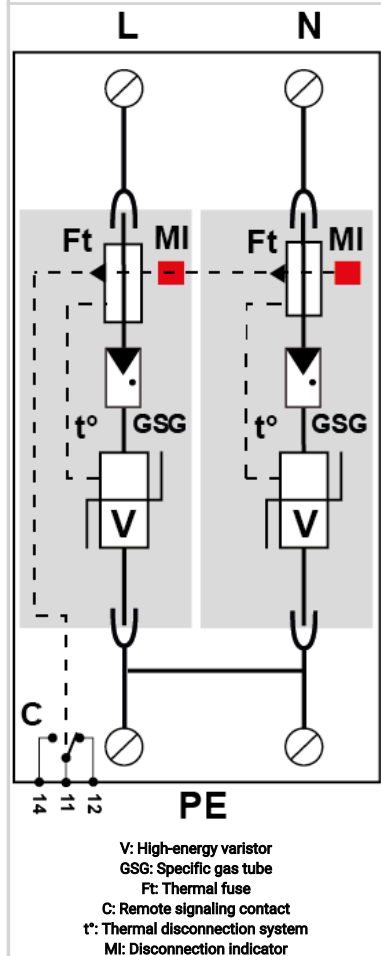 L N
Ft MI Ft MI
t° GSG t° GSG
V V
C
14 11 12
PE
V: High-energy varistor
GSG: Specific gas tube
Ft: Thermal fuse
C: Remote signaling contact
t°: Thermal disconnection system
MI: Disconnection indicator